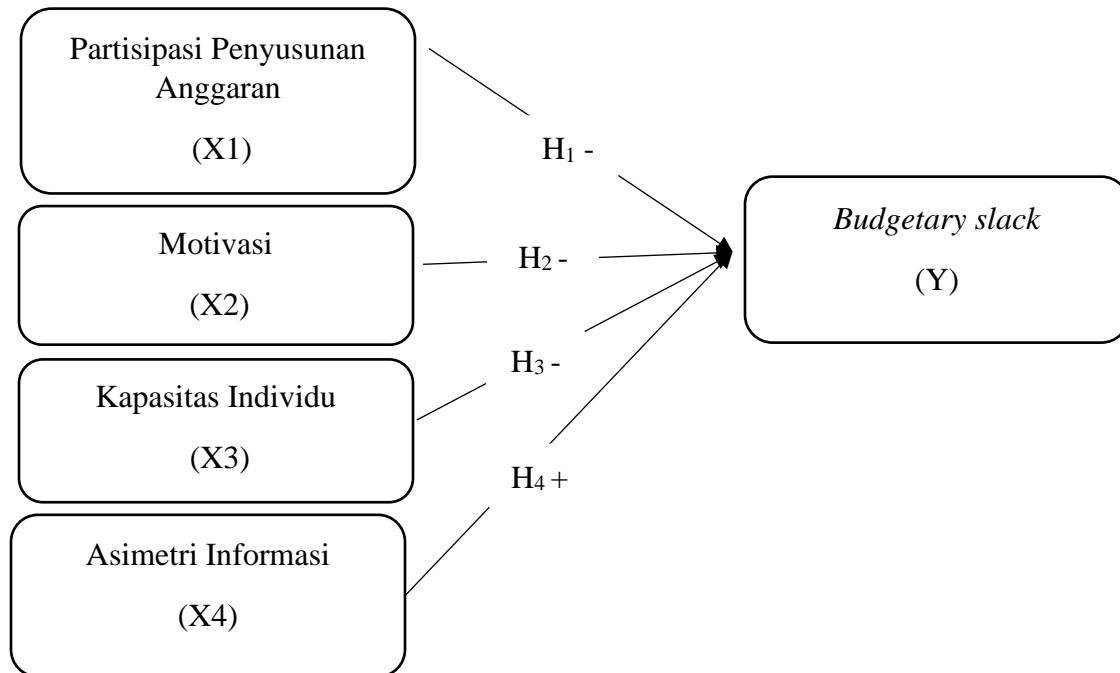 Partisipasi Penyusunan
Anggaran
(X1)
H1 -
Motivasi
(X2)
H2 -
Kapasitas Individu
(X3)
H3 -
Asimetri Informasi
(X4)
H4 +
Budgetary slack
(Y)